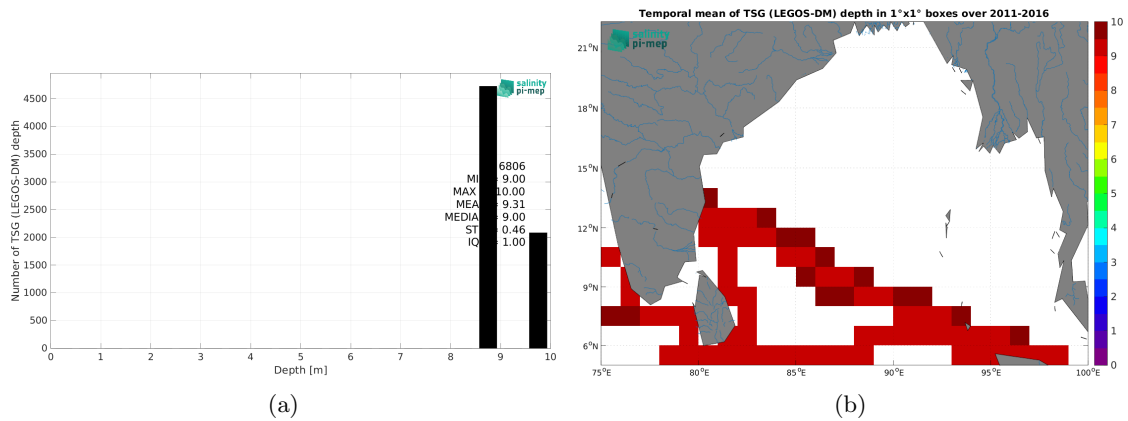 Temporal mean of TSG (LEGOS-DM) depth in 1°x1° boxes over 2011-2016
salinity
pi-mep
Number of TSG (LEGOS-DM) depth
4500
4000
3500
3000
2500
2000
1500
1000
500
0
6806
MI = 9.00
MAX 10.00
MEA = 9.31
MEDIA = 9.00
ST = 0.46
IQ = 1.00
0 1 2 3 4 5 6 7 8 9 10
Depth [m]
(a)
salinity
pi-mep
21°N
18°N
15°N
12°N
9°N
6°N
75°E 80°E 85°E 90°E 95°E 100°E
10
9
8
7
6
5
4
3
2
1
0
(b)